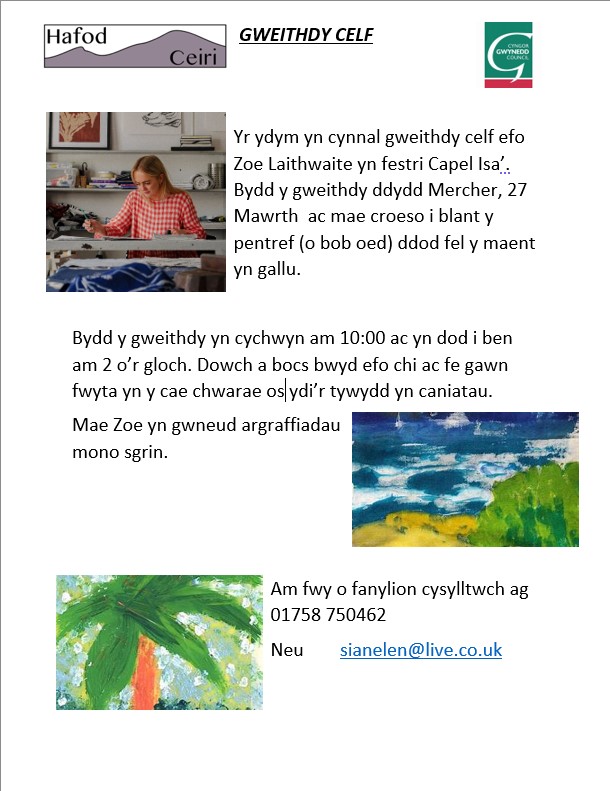 Hafod
Ceiri
GWEITHDY CELF
CYNGOR
GWYNEDD
COUNCIL
Yr ydym yn cynnal gweithdy celf efo
Zoe Laithwaite yn festri Capel Isa’.
Bydd y gweithdy ddydd Mercher, 27
Mawrth ac mae croeso i blant y
pentref (o bob oed) ddod fel y maent
yn gallu.
Bydd y gweithdy yn cychwyn am 10:00 ac yn dod i ben
am 2 o’r gloch. Dowch a bocs bwyd efo chi ac fe gawn
fwyta yn y cae chwarae os ydi’r tywydd yn caniatau.
Mae Zoe yn gwneud argraffiadau
mono sgrin.
Am fwy o fanylion cysylltwch ag
01758 750462
Neu sianelen@live.co.uk